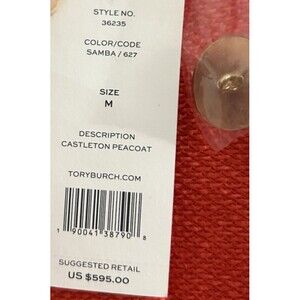 STYLE NO.
36235
COLOR/CODE
SAMBA / 627
SIZE
M
DESCRIPTION
CASTLETON PEACOAT
TORYBURCH.COM
1 90041 38790 8
SUGGESTED RETAIL
US $595.00